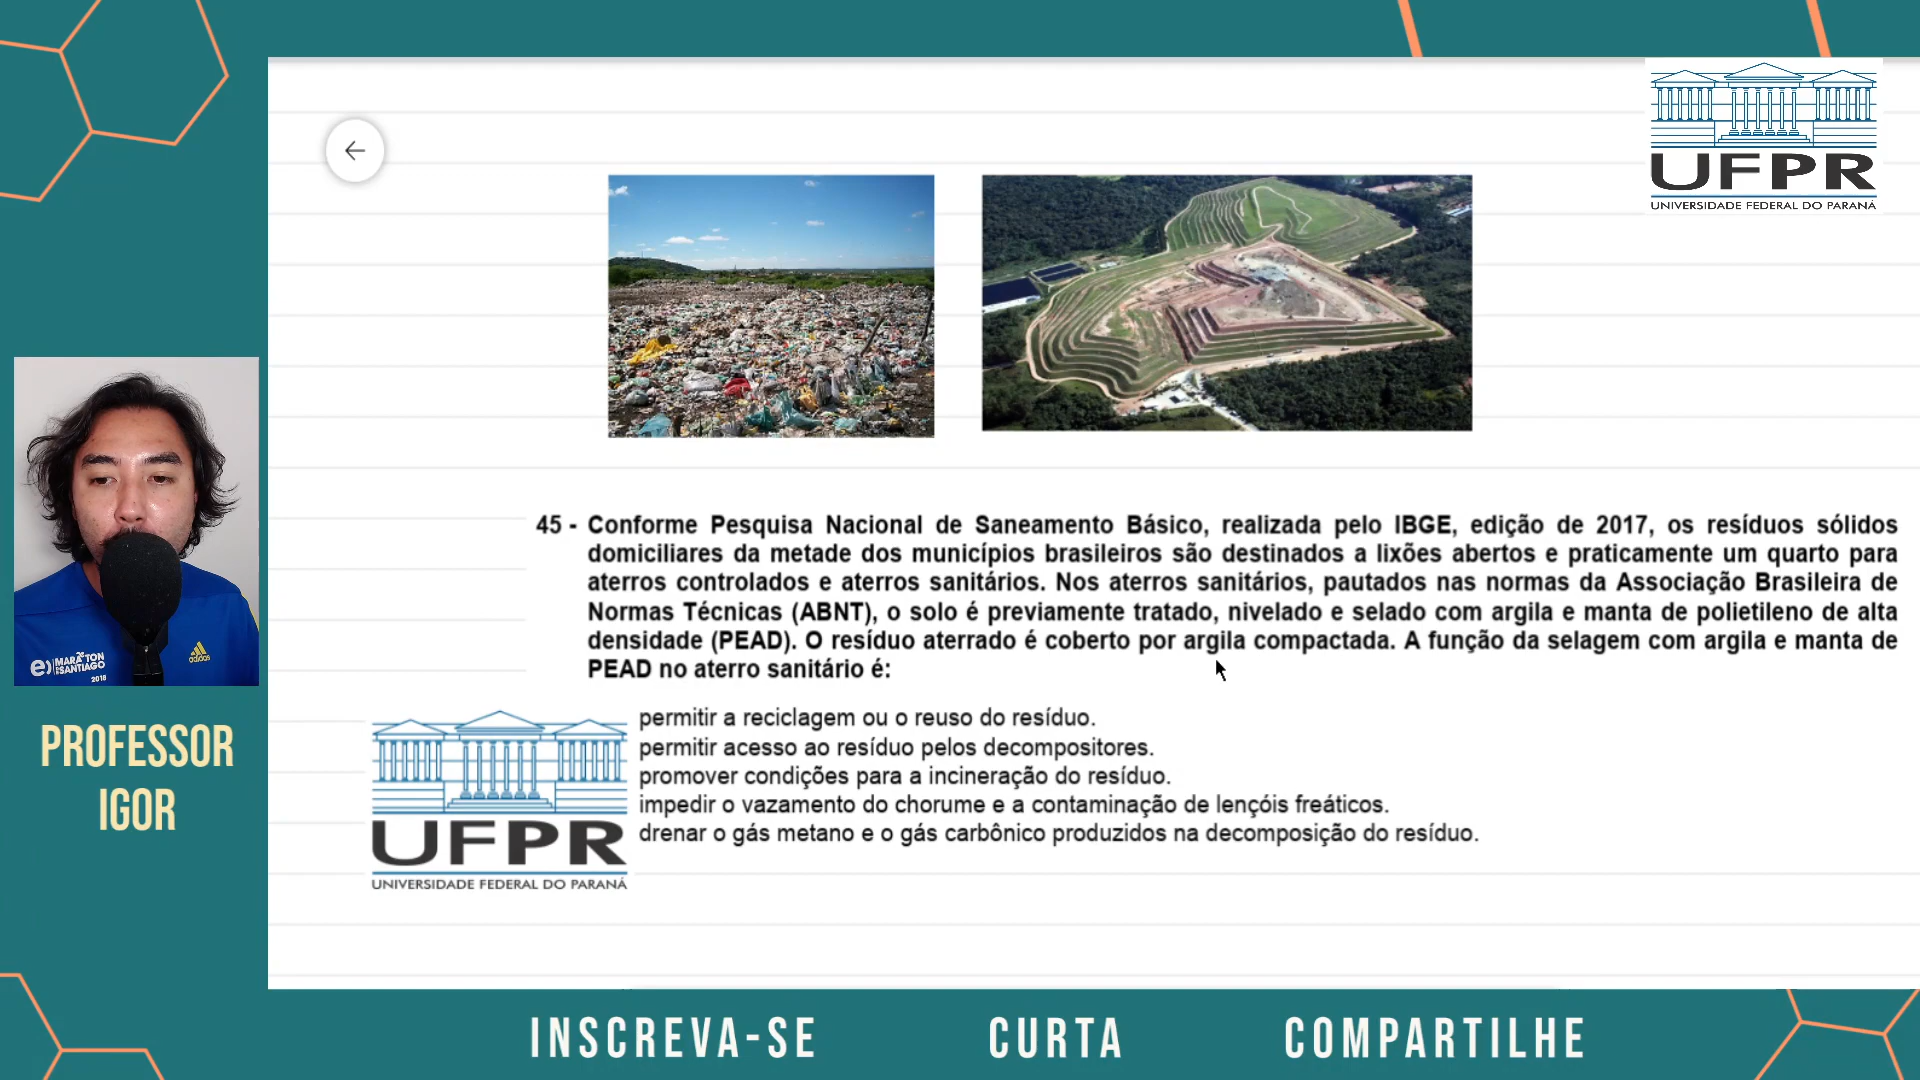 UFPR
UNIVERSIDADE FEDERAL DO PARANÁ
45 - Conforme Pesquisa Nacional de Saneamento Básico, realizada pelo IBGE, edição de 2017, os resíduos sólidos
domiciliares da metade dos municípios brasileiros são destinados a lixões abertos e praticamente um quarto para
aterros controlados e aterros sanitários. Nos aterros sanitários, pautados nas normas da Associação Brasileira de
Normas Técnicas (ABNT), o solo é previamente tratado, nivelado e selado com argila e manta de polietileno de alta
densidade (PEAD). O resíduo aterrado é coberto por argila compactada. A função da selagem com argila e manta de
PEAD no aterro sanitário é:
permitir a reciclagem ou o reuso do resíduo.
permitir acesso ao resíduo pelos decompositores.
promover condições para a incineração do resíduo.
impedir o vazamento do chorume e a contaminação de lençóis freáticos.
drenar o gás metano e o gás carbônico produzidos na decomposição do resíduo.
UFPR
UNIVERSIDADE FEDERAL DO PARANÁ
MARATON
SANTIAGO
2018
adidas
PROFESSOR
IGOR
INSCREVA-SE
CURTA
COMPARTILHE